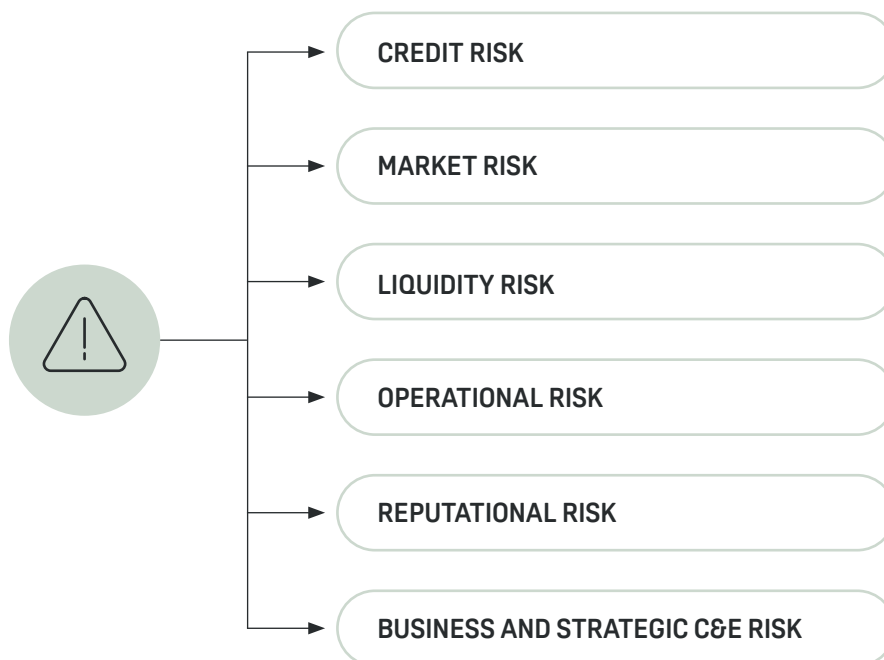 CREDIT RISK
MARKET RISK
LIQUIDITY RISK
OPERATIONAL RISK
REPUTATIONAL RISK
BUSINESS AND STRATEGIC C&E RISK